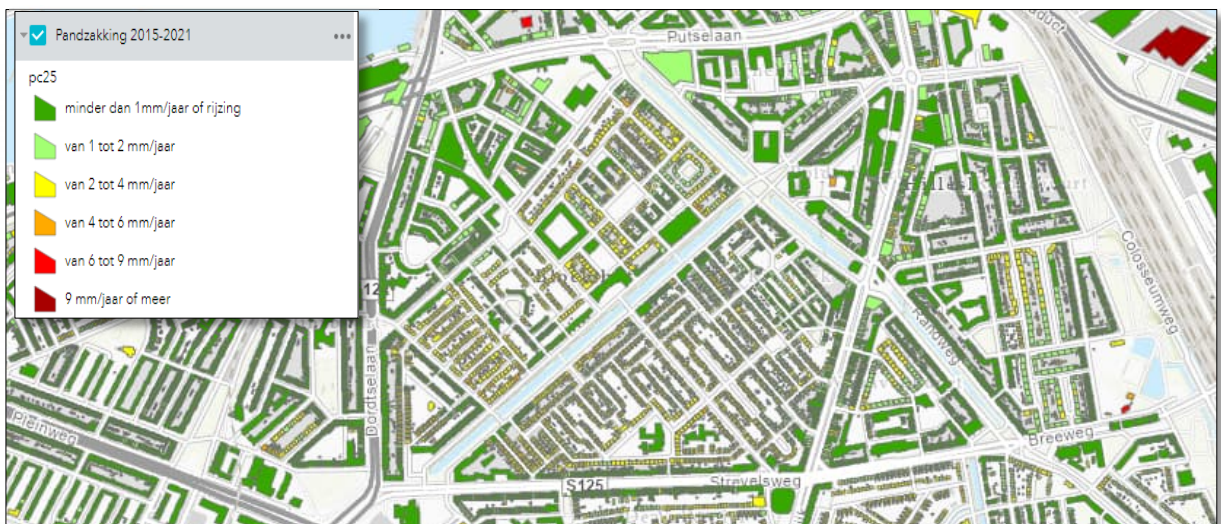 Pandzakking 2015-2021
pc25
minder dan 1mm/jaar of rijzing
van 1 tot 2 mm/jaar
van 2 tot 4 mm/jaar
van 4 tot 6 mm/jaar
van 6 tot 9 mm/jaar
9 mm/jaar of meer
Putselaan
Colosseumweg
Randweg
Dordtselaan
Pleinweg
Breeweg
S125
Strevelsweg